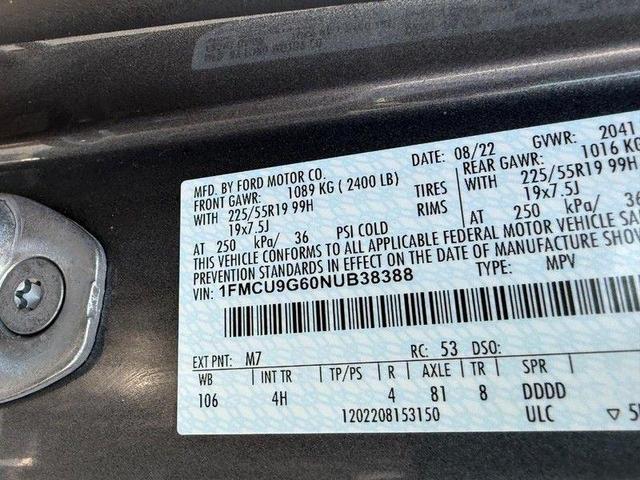 MFD. BY FORD MOTOR CO.
DATE: 08/22 GVWR: 2041
FRONT GAWR: 1089 KG ( 2400 LB) REAR GAWR: 1016 KG
WITH 225/55R19 99H TIRES 225/55R19 99H
19x7.5J RIMS 19x7.5J
AT 250 kPa/ 36 PSI COLD AT 250 kPa/ 36
THIS VEHICLE CONFORMS TO ALL APPLICABLE FEDERAL MOTOR VEHICLE SA
PREVENTION STANDARDS IN EFFECT ON THE DATE OF MANUFACTURE SHOW
VIN: 1FMCU9G60NUB38388 TYPE: MPV
EXT PNT: M7 RC: 53 DSO:
WB INT TR TP/PS R AXLE TR SPR
106 4H 4 81 8 DDDD
1202208153150 ULC